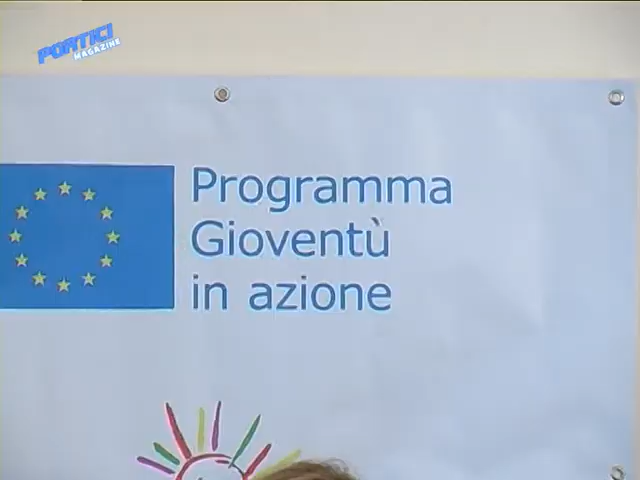 PORTICI
MAGAZINE
Programma
Gioventù
in azione